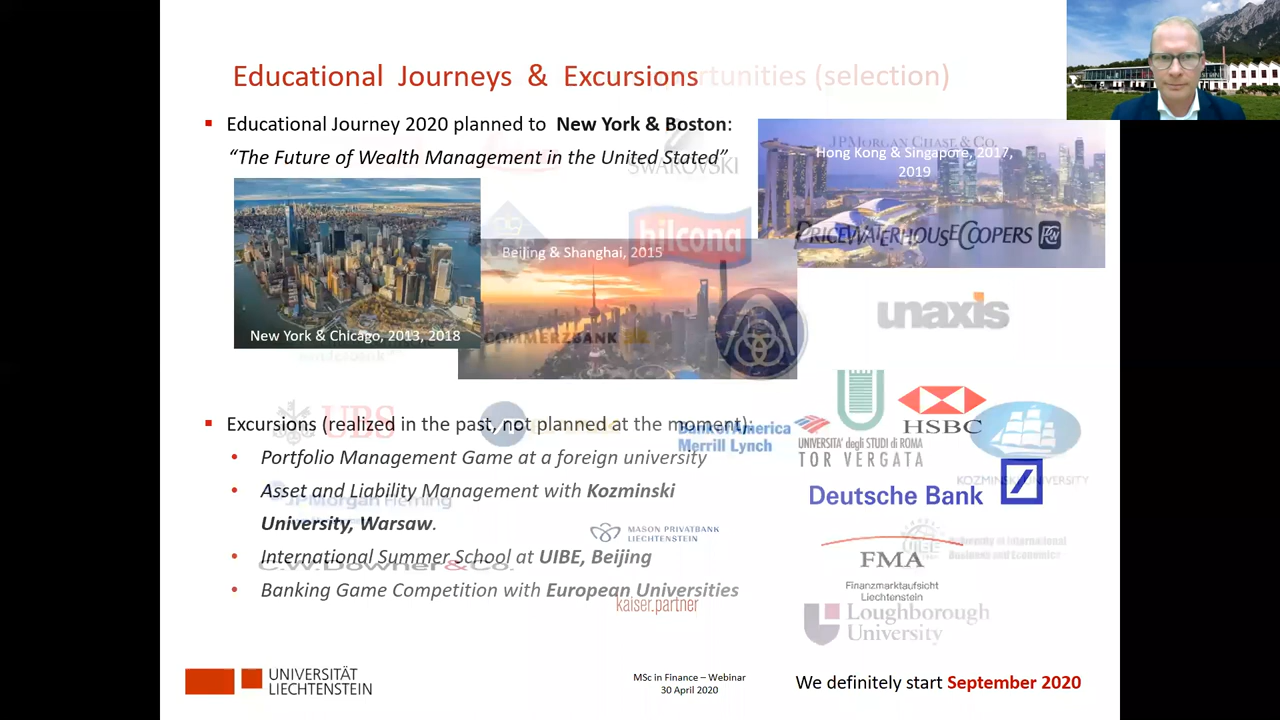 Educational Journeys & Excursions
rtunities (selection)
Educational Journey 2020 planned to New York & Boston:
“The Future of Wealth Management in the United Stated”
SWAROVSKI
JPMORGAN CHASE & CO.
Hong Kong & Singapore, 2017,
2019
hilcona
PRICEWATERHOUSECOOPERS
Beijing & Shanghai, 2015
unaxis
New York & Chicago, 2013, 2018
COMMERZBANK
UBS
Excursions (realized in the past, not planned at the moment):
Bank of America
Merrill Lynch
HSBC
UNIVERSITA' degli STUDI di ROMA
TOR VERGATA
Portfolio Management Game at a foreign university
KOZMINSKI UNIVERSITY
Asset and Liability Management with Kozminski
JPMorgan Fleming
Deutsche Bank
University, Warsaw.
MASON PRIVATBANK
LIECHTENSTEIN
UIBE
University of International
Business and Economics
International Summer School at UIBE, Beijing
C.W.Downer&Co.
FMA
Finanzmarktaufsicht
Liechtenstein
Banking Game Competition with European Universities
kaiser.partner
Loughborough
University
UNIVERSITÄT
LIECHTENSTEIN
MSc in Finance – Webinar
30 April 2020
We definitely start September 2020